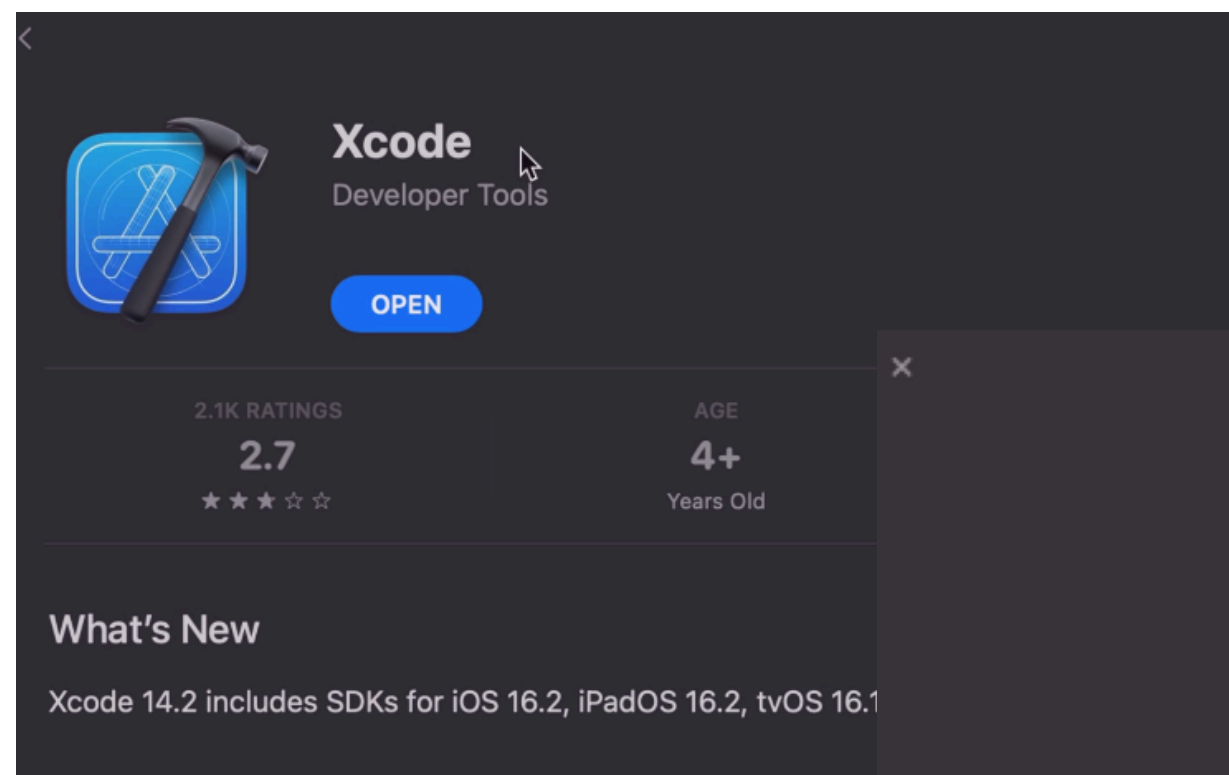 Xcode
Developer Tools
OPEN
2.1K RATINGS
2.7
AGE
4+
Years Old
What’s New
Xcode 14.2 includes SDKs for iOS 16.2, iPadOS 16.2, tvOS 16.1